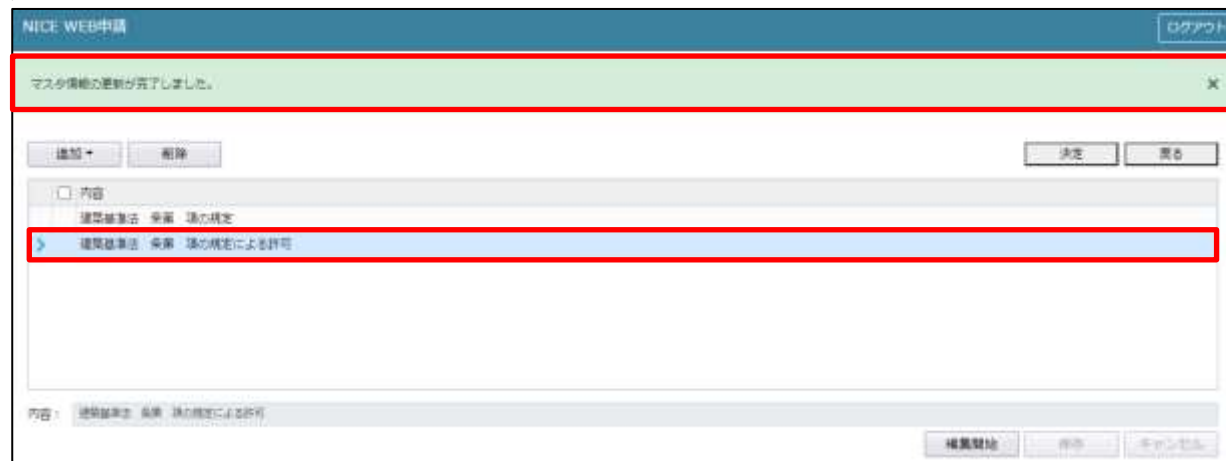 NICE WEB申請
ログアウト
マスタ情報の更新が完了しました。
×
追加 削除
決定 戻る
内容
建築基準法 条第 項の規定
建築基準法 条第 項の規定による許可
内容： 建築基準法 条第 項の規定による許可
編集開始 保存 キャンセル